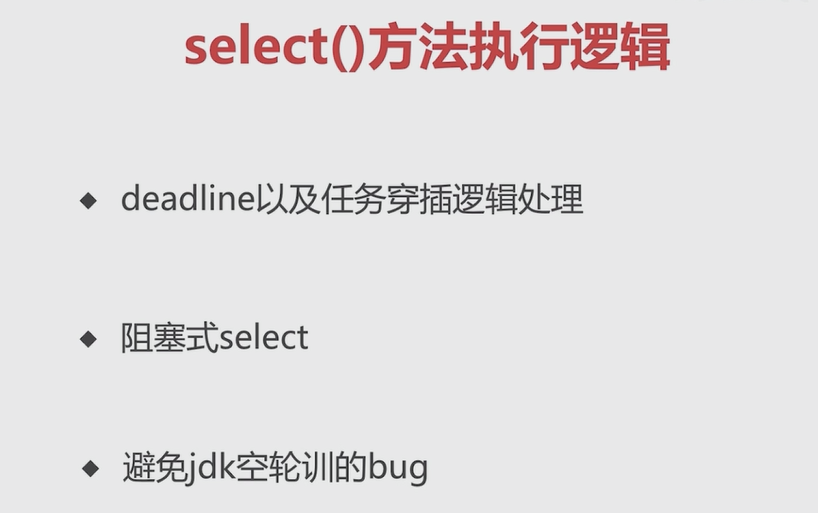 select()方法执行逻辑
deadline以及任务穿插逻辑处理
阻塞式select
避免jdk空轮训的bug